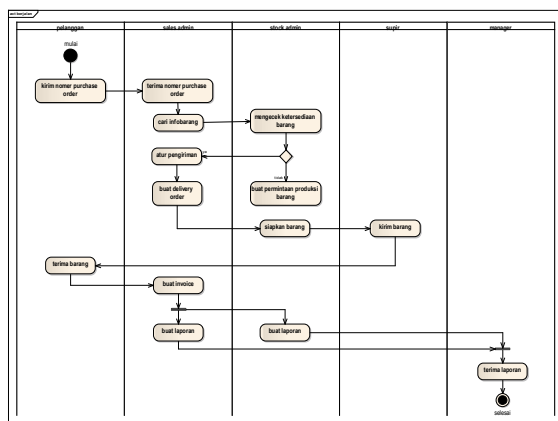 act kerjalan
pelanggan
sales admin
stock admin
supir
manager
mulai
kirim nomer purchase
order
terima nomer purchase
order
cari infobarang
mengecek ketersediaan
barang
atur pengiriman
buat delivery
order
buat permintaan produksi
barang
siapkan barang
kirim barang
terima barang
buat invoice
buat laporan
buat laporan
terima laporan
selesai